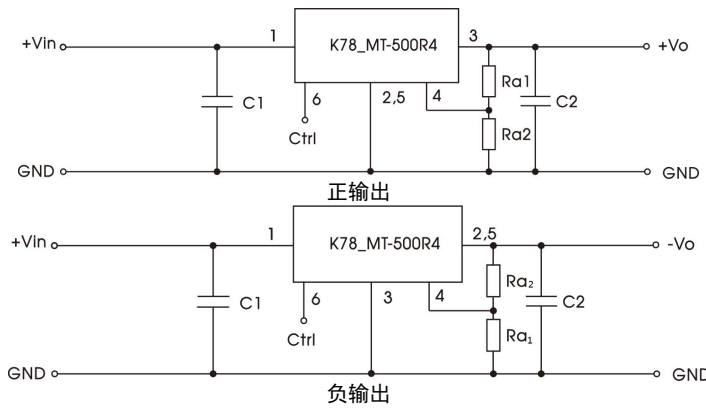 +Vin 1 K78_MT-500R4 3 +Vo
C1 6 2,5 4 Ra1 C2
Ctrl Ra2
GND GND
正输出
+Vin 1 K78_MT-500R4 2,5 -Vo
C1 6 3 4 Ra₂ C2
Ctrl Ra₁
GND GND
负输出